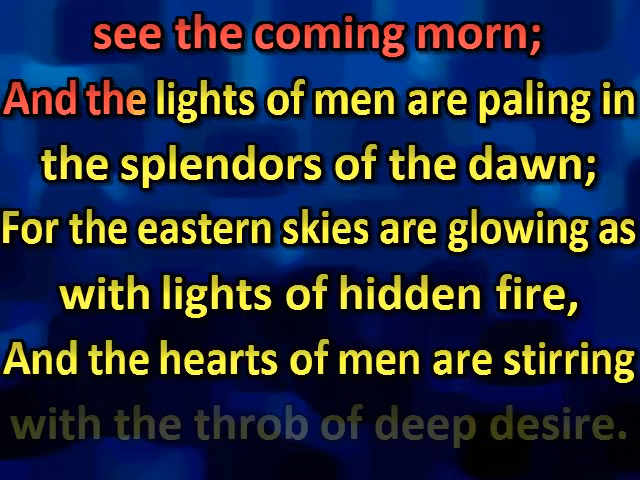 see the coming morn;
And the lights of men are paling in
the splendors of the dawn;
For the eastern skies are glowing as
with lights of hidden fire,
And the hearts of men are stirring
with the throb of deep desire.